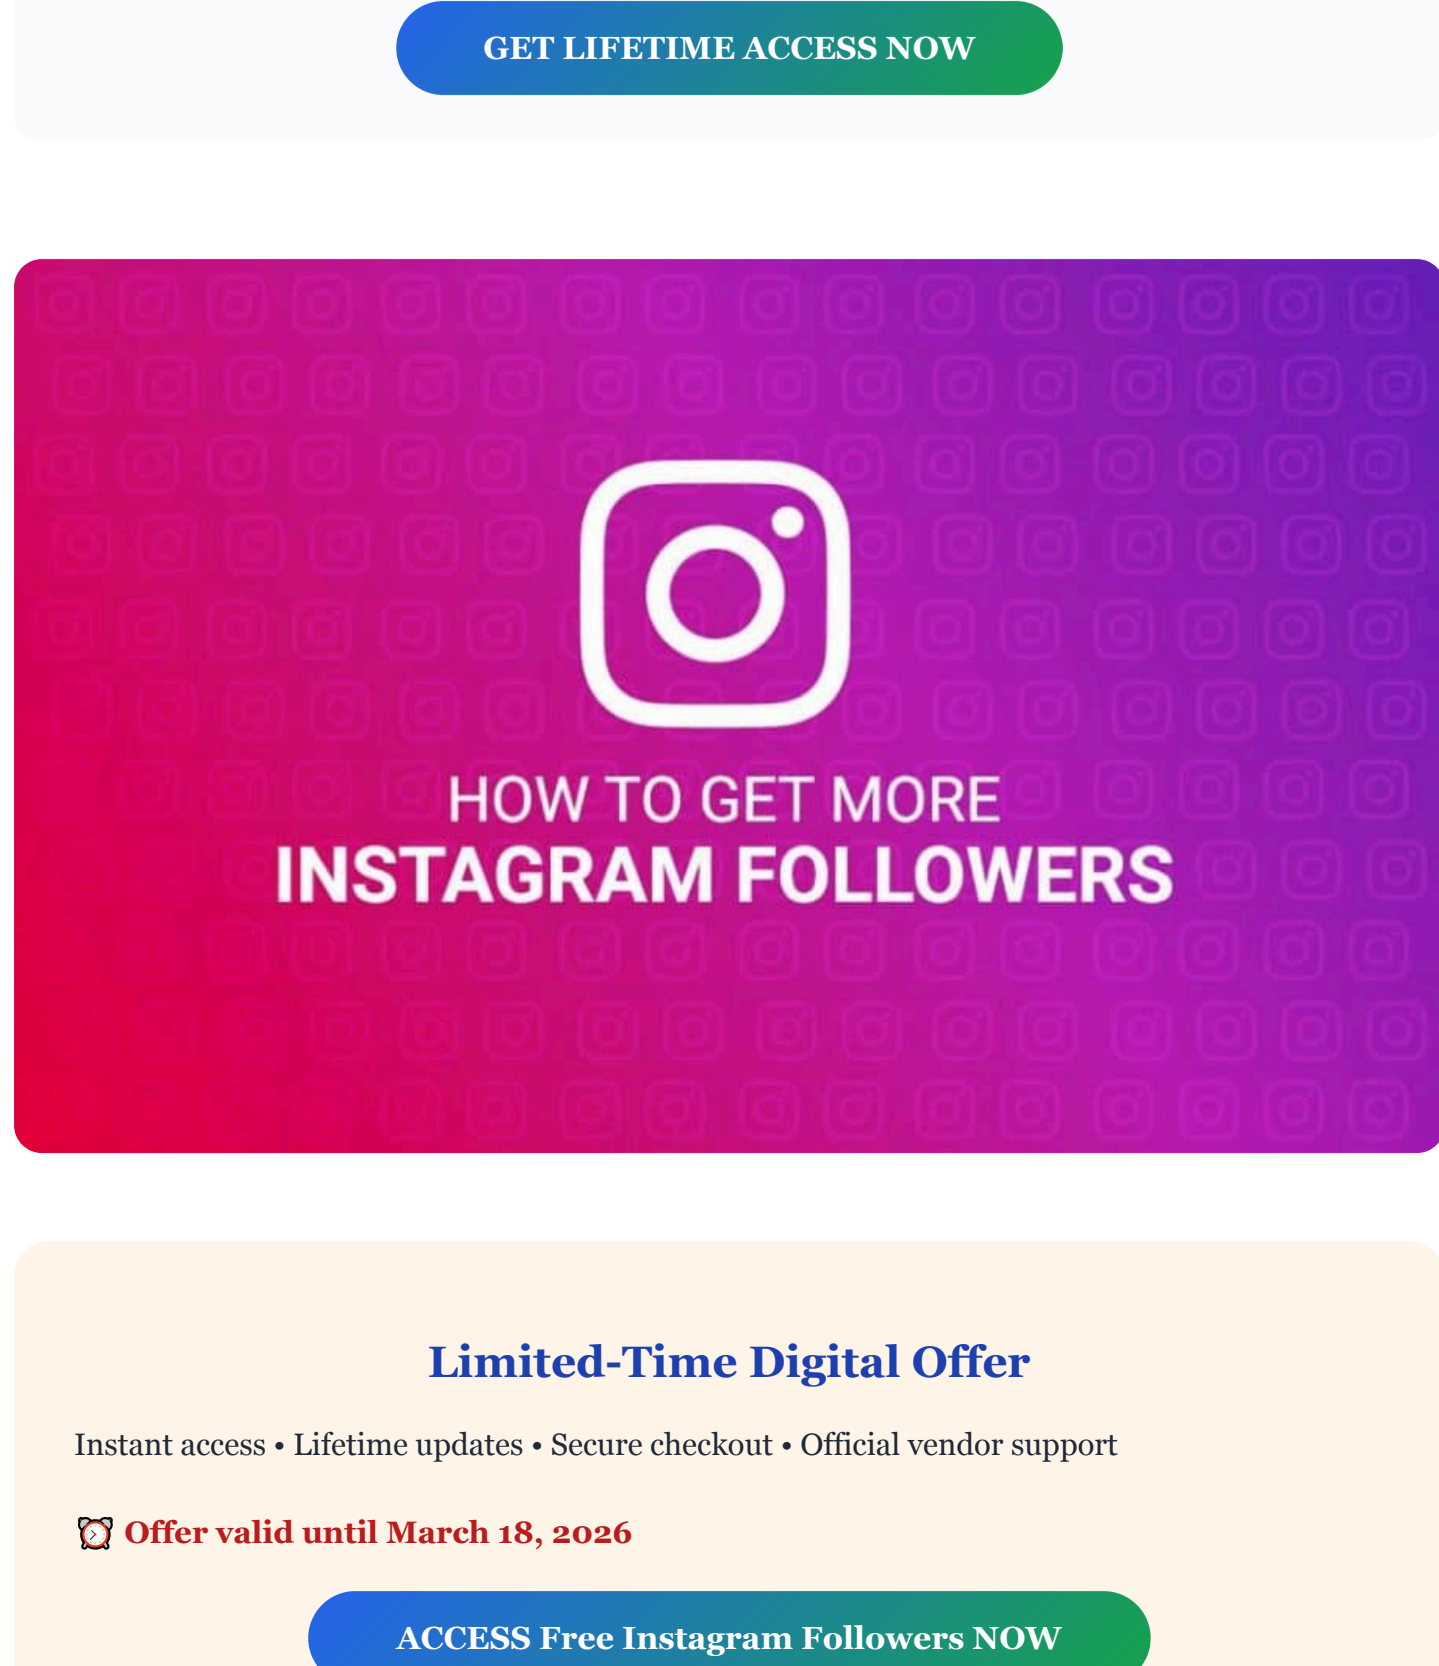 GET LIFETIME ACCESS NOW
HOW TO GET MORE
INSTAGRAM FOLLOWERS
Limited-Time Digital Offer
Instant access • Lifetime updates • Secure checkout • Official vendor support
⏰ Offer valid until March 18, 2026
ACCESS Free Instagram Followers NOW